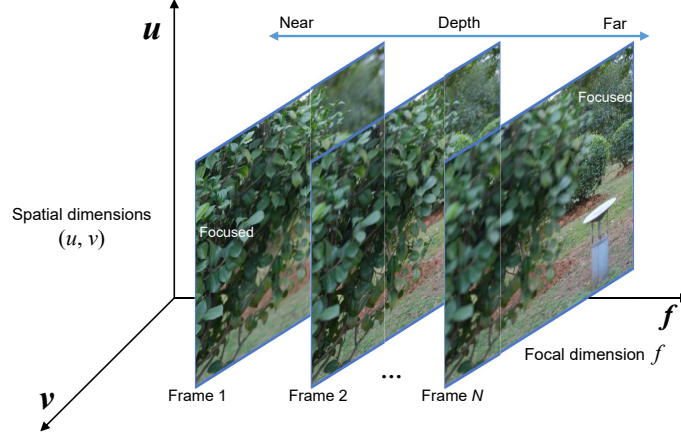 u
Near
Depth
Far
Focused
Spatial dimensions
(u, v)
Focused
f
Focal dimension f
v
Frame 1
Frame 2
...
Frame N